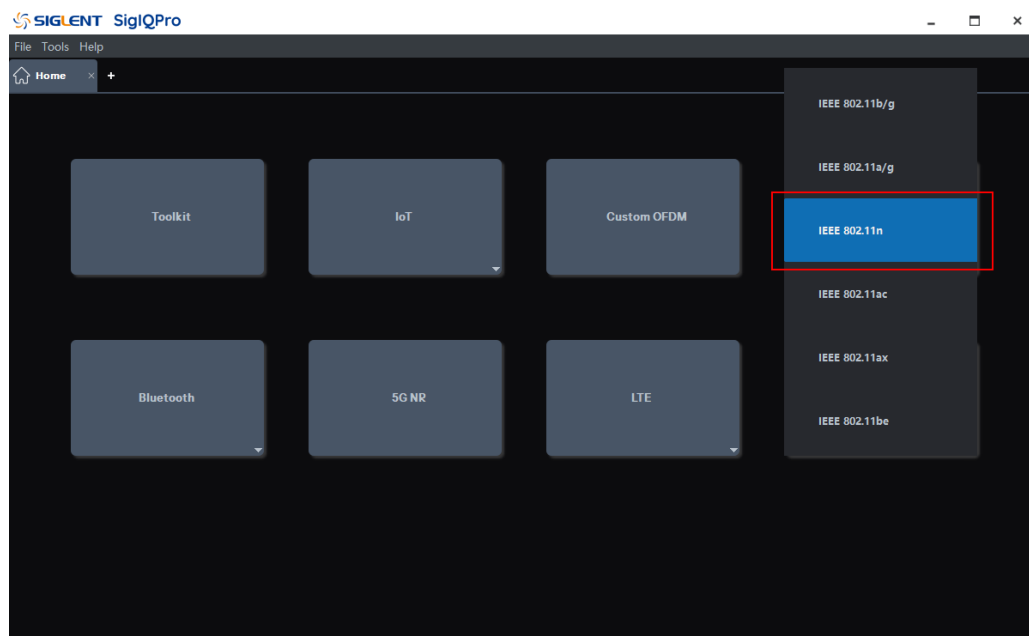 SIGLENT SigIQPro
File Tools Help
Home × +
IEEE 802.11b/g
IEEE 802.11a/g
Toolkit
IoT
Custom OFDM
IEEE 802.11n
IEEE 802.11ac
IEEE 802.11ax
Bluetooth
5G NR
LTE
IEEE 802.11be